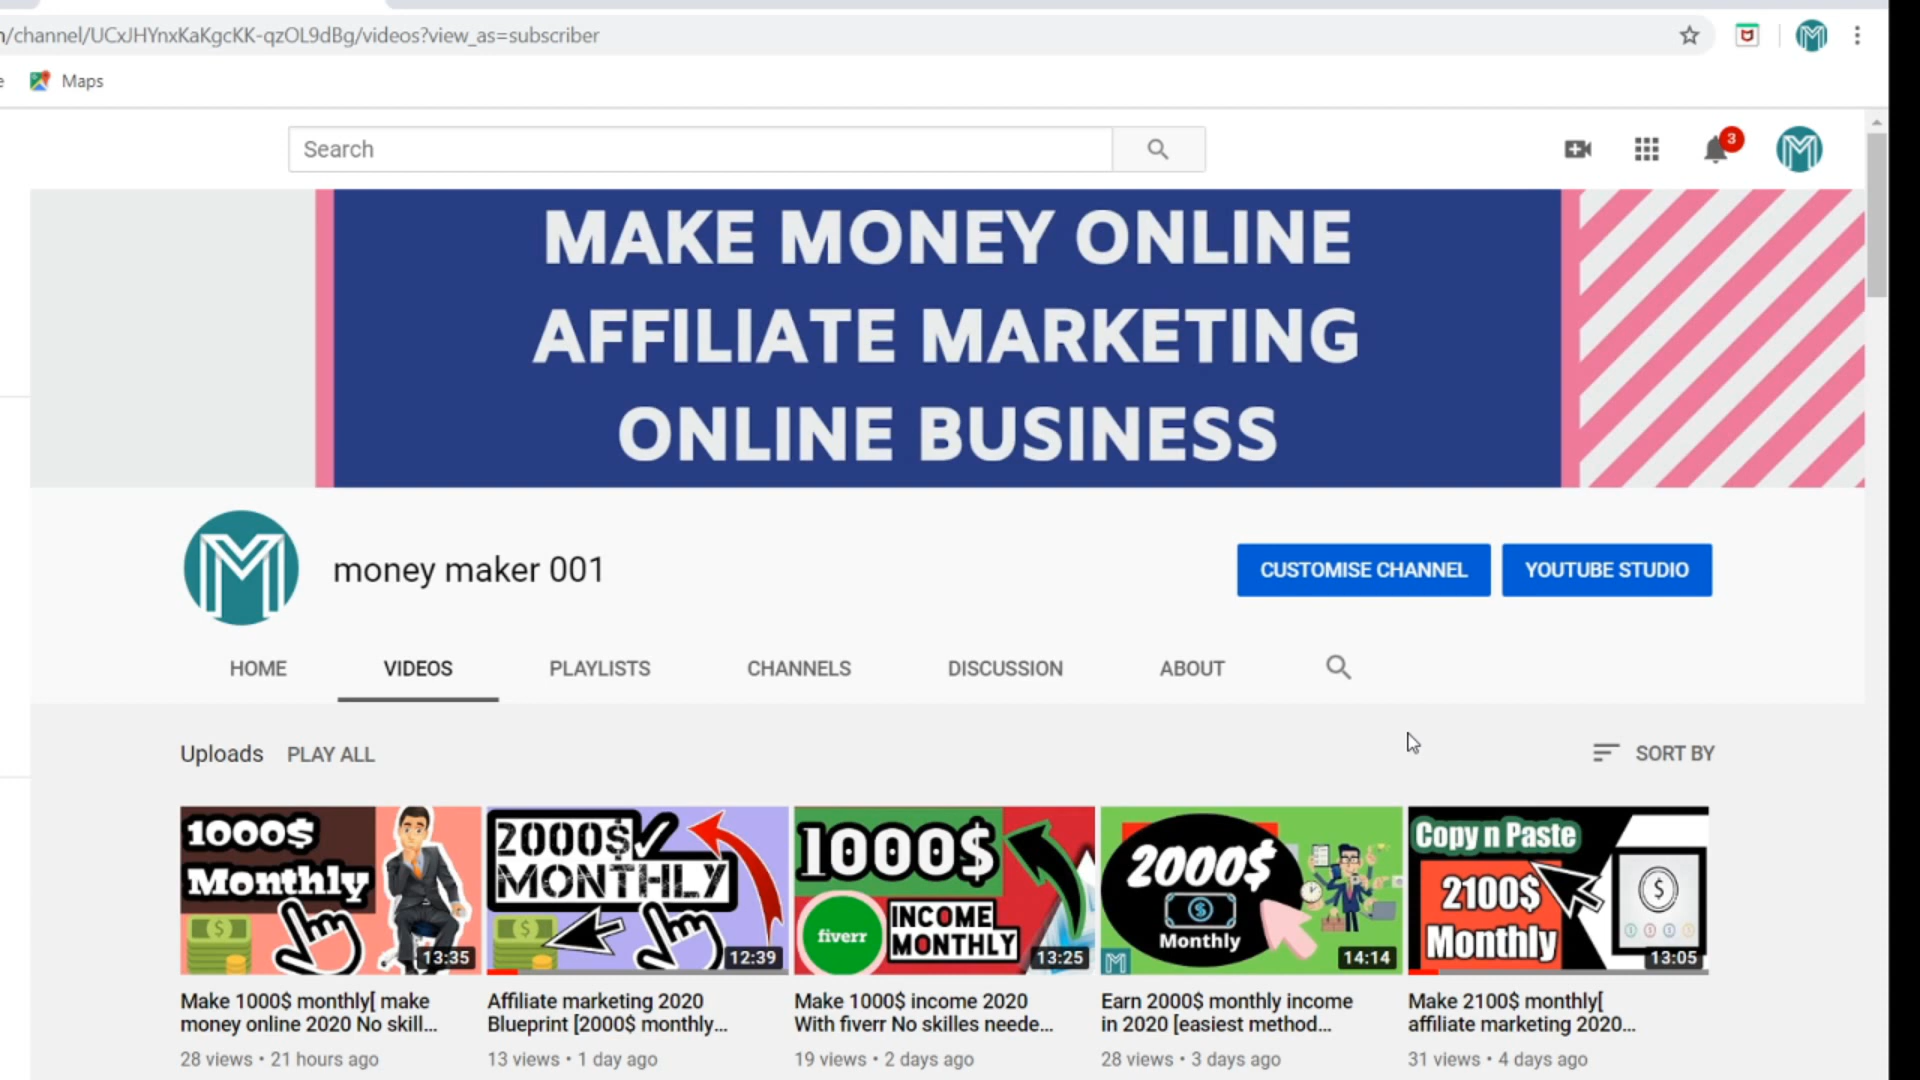 n/channel/UCxJHYnxKaKgcKK-qzOL9dBg/videos?view_as=subscriber
e Maps
Search
3
MAKE MONEY ONLINE
AFFILIATE MARKETING
ONLINE BUSINESS
money maker 001
CUSTOMISE CHANNEL
YOUTUBE STUDIO
HOME VIDEOS PLAYLISTS CHANNELS DISCUSSION ABOUT
Uploads PLAY ALL
SORT BY
1000$
Monthly
13:35
2000$
MONTHLY
12:39
1000$
fiverr
INCOME
MONTHLY
13:25
2000$
Monthly
14:14
Copy n Paste
2100$
Monthly
13:05
Make 1000$ monthly[ make
money online 2020 No skill...
28 views • 21 hours ago
Affiliate marketing 2020
Blueprint [2000$ monthly...
13 views • 1 day ago
Make 1000$ income 2020
With fiverr No skilles neede...
19 views • 2 days ago
Earn 2000$ monthly income
in 2020 [easiest method...
28 views • 3 days ago
Make 2100$ monthly[
affiliate marketing 2020...
31 views • 4 days ago